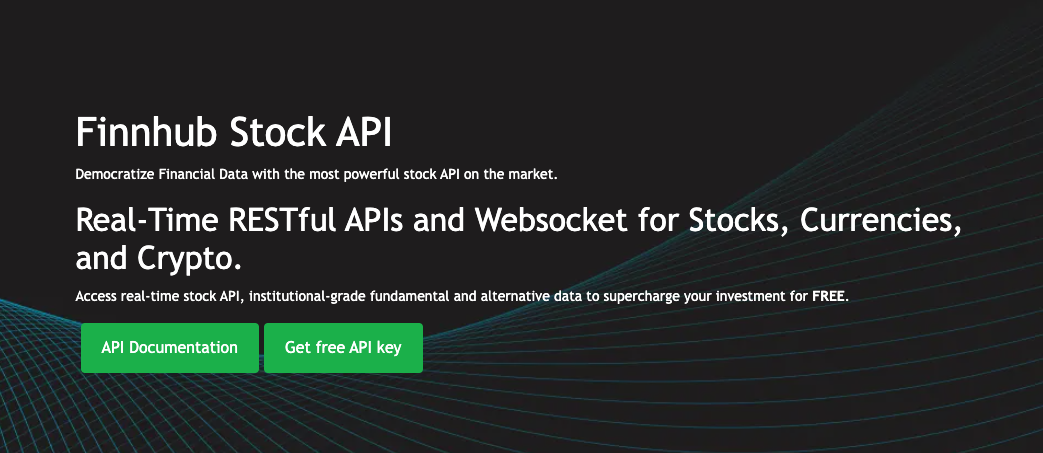 Finnhub Stock API
Democratize Financial Data with the most powerful stock API on the market.
Real-Time RESTful APIs and Websocket for Stocks, Currencies,
and Crypto.
Access real-time stock API, institutional-grade fundamental and alternative data to supercharge your investment for FREE.
API Documentation
Get free API key